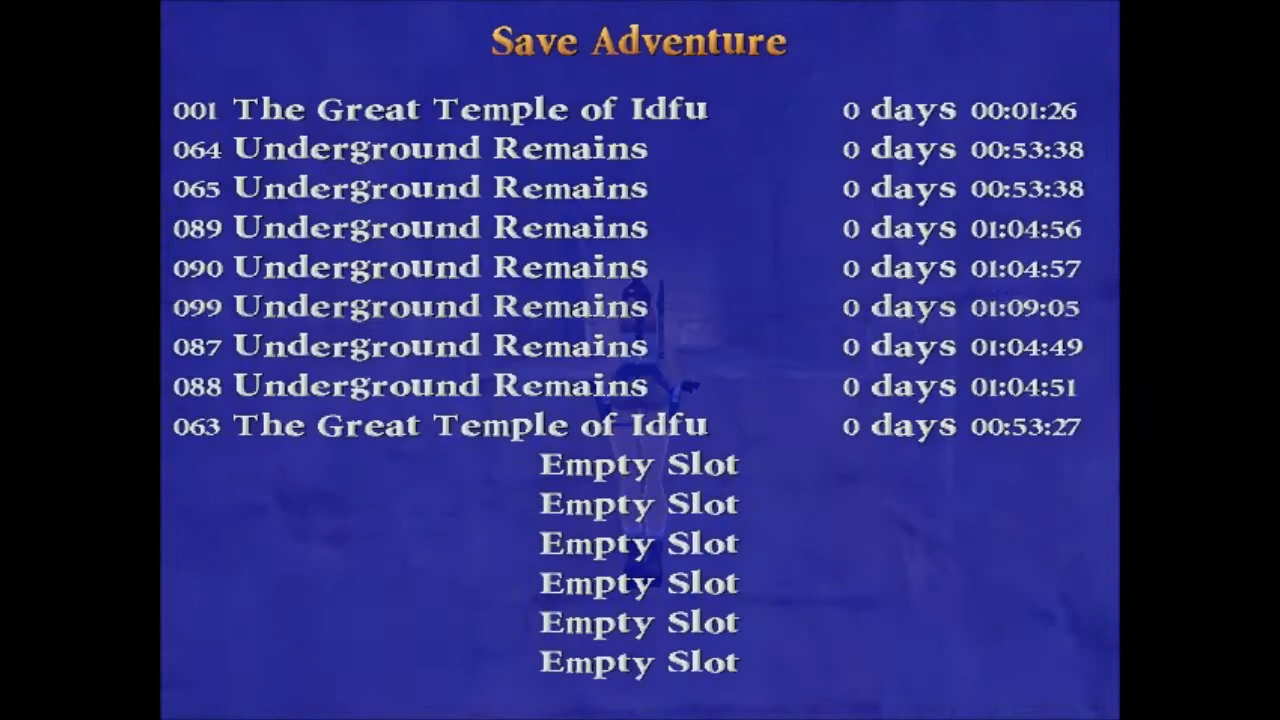 Save Adventure
001 The Great Temple of Idfu 0 days 00:01:26
064 Underground Remains 0 days 00:53:38
065 Underground Remains 0 days 00:53:38
089 Underground Remains 0 days 01:04:56
090 Underground Remains 0 days 01:04:57
099 Underground Remains 0 days 01:09:05
087 Underground Remains 0 days 01:04:49
088 Underground Remains 0 days 01:04:51
063 The Great Temple of Idfu 0 days 00:53:27
Empty Slot
Empty Slot
Empty Slot
Empty Slot
Empty Slot
Empty Slot